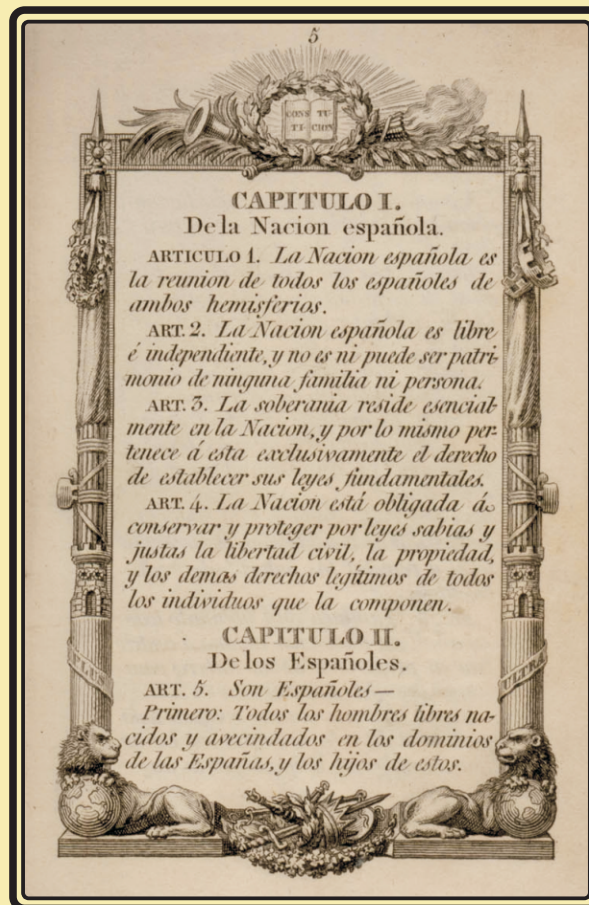 5
CONS TU-
TI- CION
CAPITULO I.
De la Nacion española.
ARTICULO 1. La Nacion española es
la reunion de todos los españoles de
ambos hemisferios.
ART. 2. La Nacion española es libre
é independiente, y no es ni puede ser patri-
monio de ninguna familia ni persona.
ART. 3. La soberania reside esencial-
mente en la Nacion, y por lo mismo per-
tenece á esta exclusivamente el derecho
de establecer sus leyes fundamentales.
ART. 4. La Nacion está obligada á
conservar y proteger por leyes sabias y
justas la libertad civil, la propiedad,
y los demas derechos legítimos de todos
los individuos que la componen.
CAPITULO II.
De los Españoles.
ART. 5. Son Españoles—
Primero: Todos los hombres libres na-
cidos y avecindados en los dominios
de las Españas, y los hijos de estos.
PLUS
ULTRA